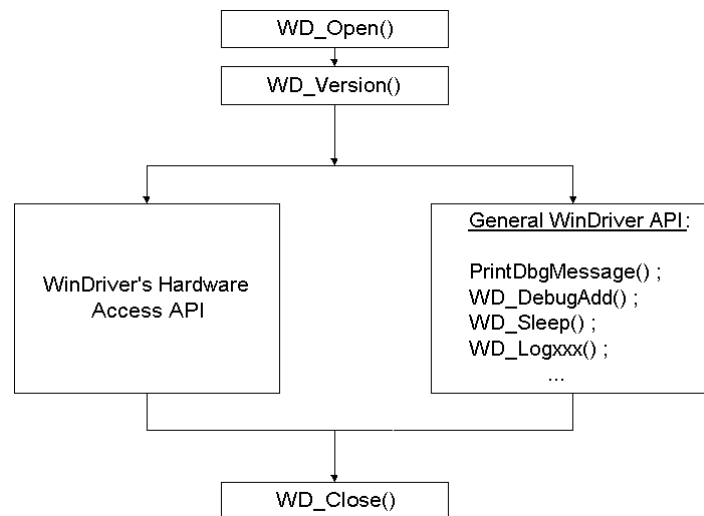 WD_Open()
WD_Version()
WinDriver's Hardware
Access API
General WinDriver API:
PrintDbgMessage() ;
WD_DebugAdd() ;
WD_Sleep() ;
WD_Logxxx() ;
...
WD_Close()